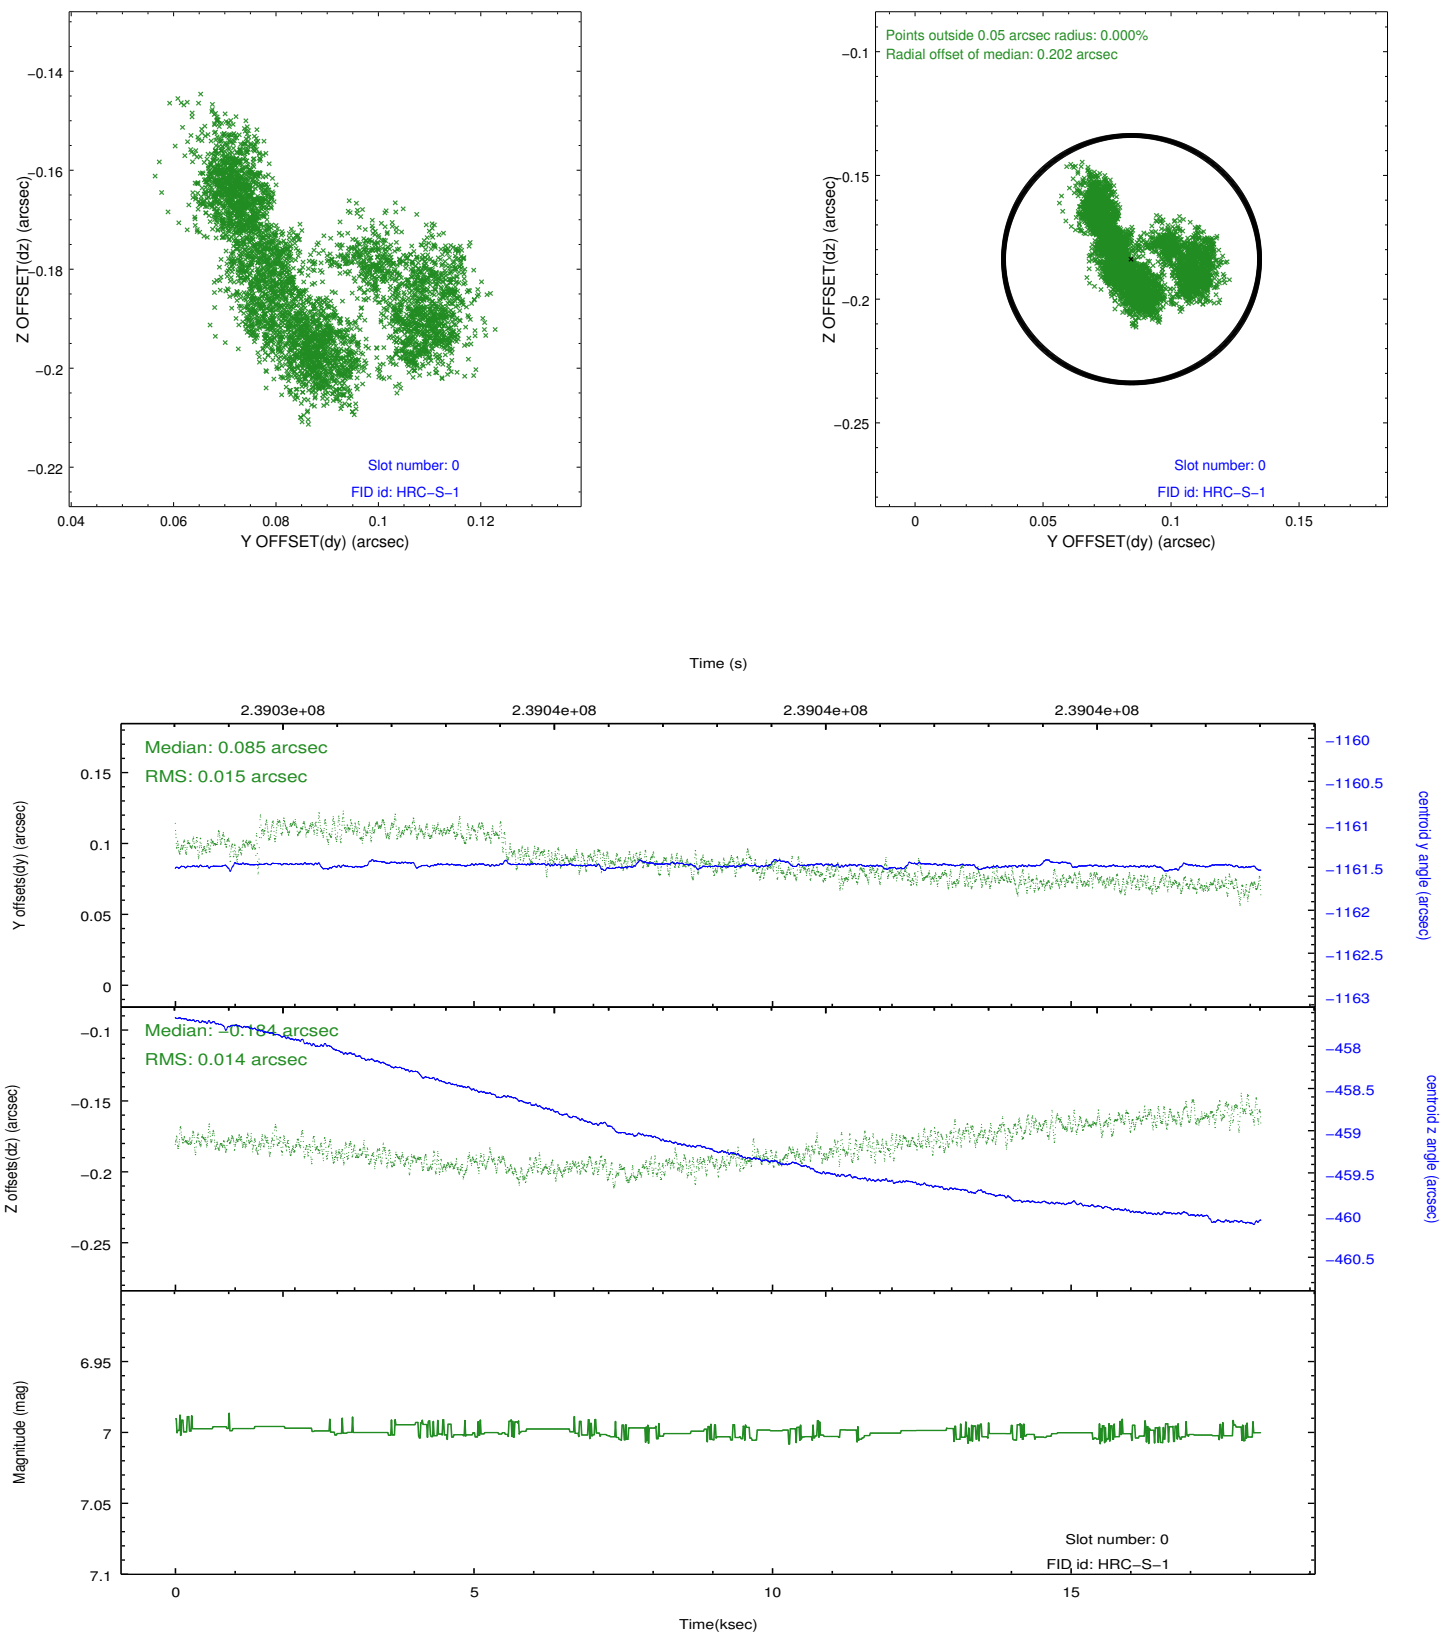 −0.14
−0.16
−0.18
−0.2
−0.22
Z OFFSET(dz) (arcsec)
Slot number: 0
FID id: HRC−S−1
0.04 0.06 0.08 0.1 0.12
Y OFFSET(dy) (arcsec)
Points outside 0.05 arcsec radius: 0.000%
Radial offset of median: 0.202 arcsec
−0.1
−0.15
−0.2
−0.25
Z OFFSET(dz) (arcsec)
Slot number: 0
FID id: HRC−S−1
0 0.05 0.1 0.15
Y OFFSET(dy) (arcsec)
Time (s)
2.3903e+08 2.3904e+08 2.3904e+08 2.3904e+08
Median: 0.085 arcsec
RMS: 0.015 arcsec
0.15
0.1
0.05
0
Y offsets(dy) (arcsec)
−1160
−1160.5
−1161
−1161.5
−1162
−1162.5
−1163
centroid y angle (arcsec)
Median: −0.184 arcsec
RMS: 0.014 arcsec
−0.1
−0.15
−0.2
−0.25
Z offsets(dz) (arcsec)
−458
−458.5
−459
−459.5
−460
−460.5
centroid z angle (arcsec)
6.95
7
7.05
7.1
Magnitude (mag)
Slot number: 0
FID id: HRC−S−1
0 5 10 15
Time(ksec)